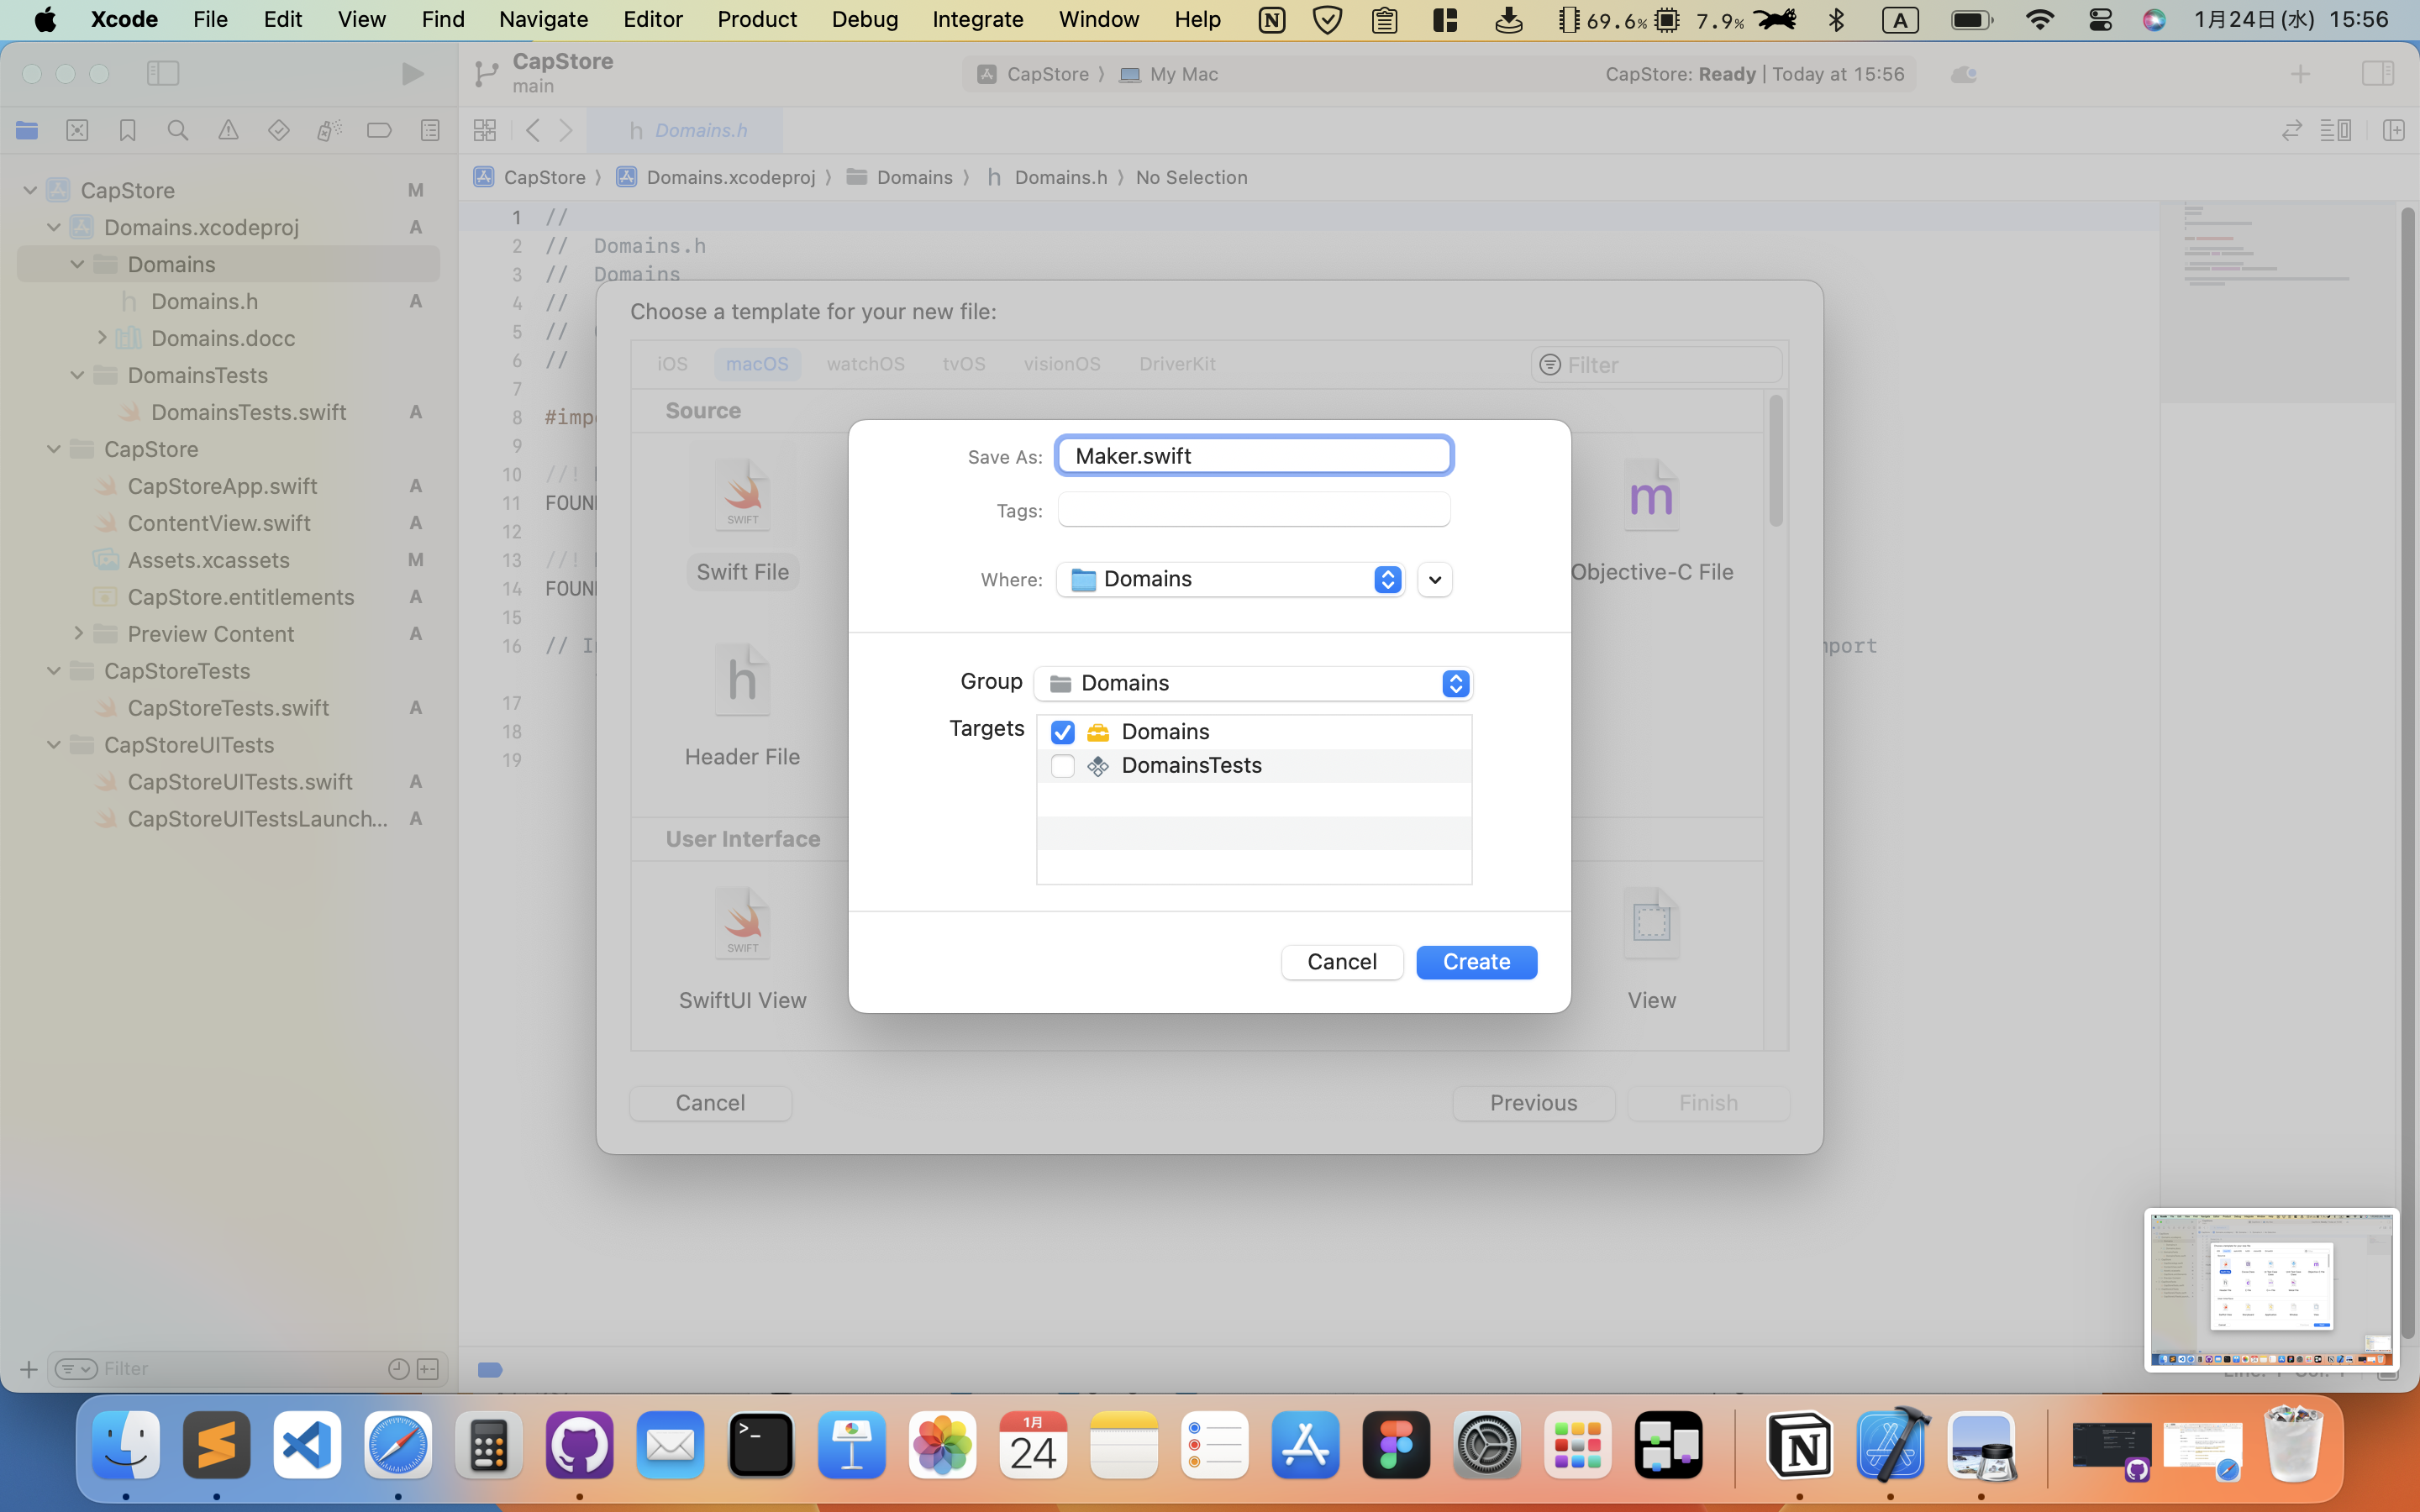 Xcode File Edit View Find Navigate Editor Product Debug Integrate Window Help 69.6% 7.9% A 1月24日(水) 15:56
CapStore
main
CapStore 〉 My Mac
CapStore: Ready | Today at 15:56
h Domains.h
CapStore 〉 Domains.xcodeproj 〉 Domains 〉 h Domains.h 〉 No Selection
CapStore M
Domains.xcodeproj A
Domains
h Domains.h A
Domains.docc
DomainsTests
DomainsTests.swift A
CapStore
CapStoreApp.swift A
ContentView.swift A
Assets.xcassets M
CapStore.entitlements A
Preview Content A
CapStoreTests
CapStoreTests.swift A
CapStoreUITests
CapStoreUITests.swift A
CapStoreUITestsLaunch... A
Filter
1 //
2 // Domains.h
3 // Domains
4 //
5 //
6 //
7
8 #imp
9
10 //!
11 FOUN
12
13 //!
14 FOUN
15
16 // I
mport
17
18
19
Choose a template for your new file:
iOS macOS watchOS tvOS visionOS DriverKit
Filter
Source
SWIFT
Swift File
m
Objective-C File
h
Header File
User Interface
SWIFT
SwiftUI View
View
Cancel
Previous
Finish
Save As: Maker.swift
Tags:
Where: Domains
Group Domains
Targets Domains
DomainsTests
Cancel
Create
1月
24